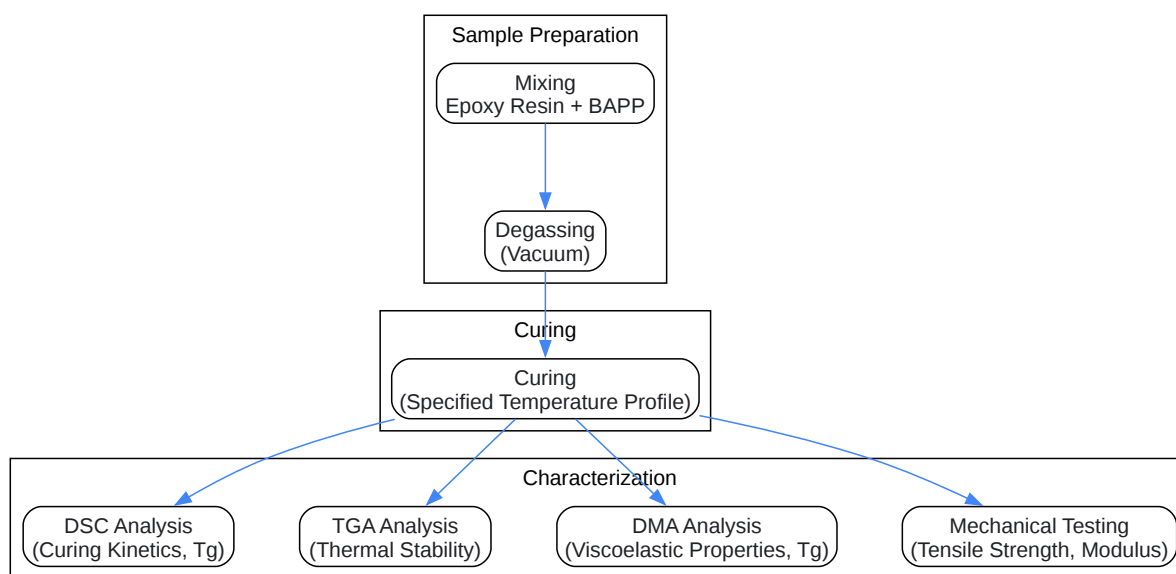 Sample Preparation
Mixing
Epoxy Resin + BAPP
Degassing
(Vacuum)
Curing
Curing
(Specified Temperature Profile)
Characterization
DSC Analysis
(Curing Kinetics, Tg)
TGA Analysis
(Thermal Stability)
DMA Analysis
(Viscoelastic Properties, Tg)
Mechanical Testing
(Tensile Strength, Modulus)